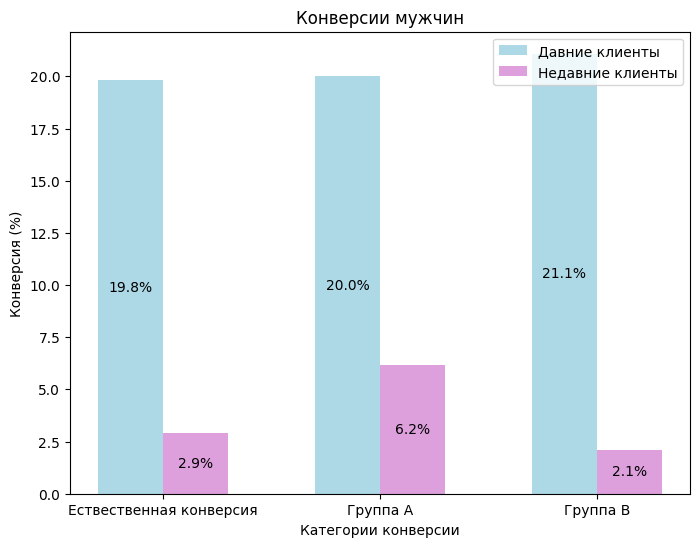 Конверсии мужчин
Давние клиенты
Недавние клиенты
Конверсия (%)
20.0
17.5
15.0
12.5
10.0
7.5
5.0
2.5
0.0
19.8%
2.9%
20.0%
6.2%
21.1%
2.1%
Ествественная конверсия
Группа A
Группа B
Категории конверсии